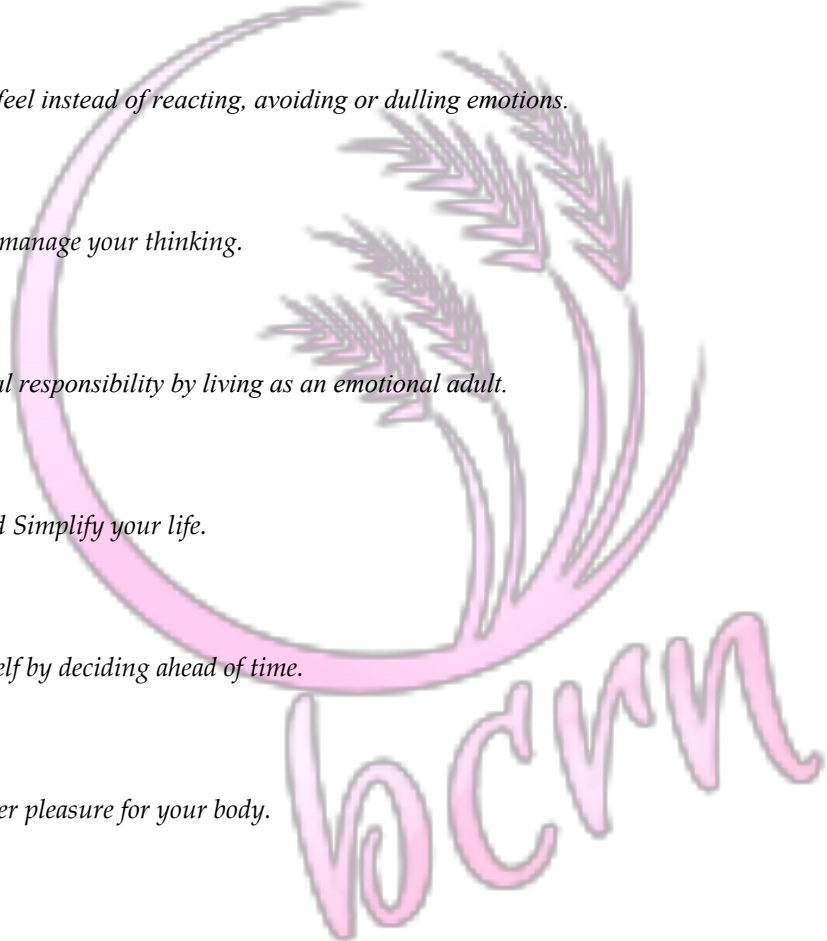 feel instead of reacting, avoiding or dulling emotions.
manage your thinking.
al responsibility by living as an emotional adult.
d Simplify your life.
elf by deciding ahead of time.
er pleasure for your body.
bcrn